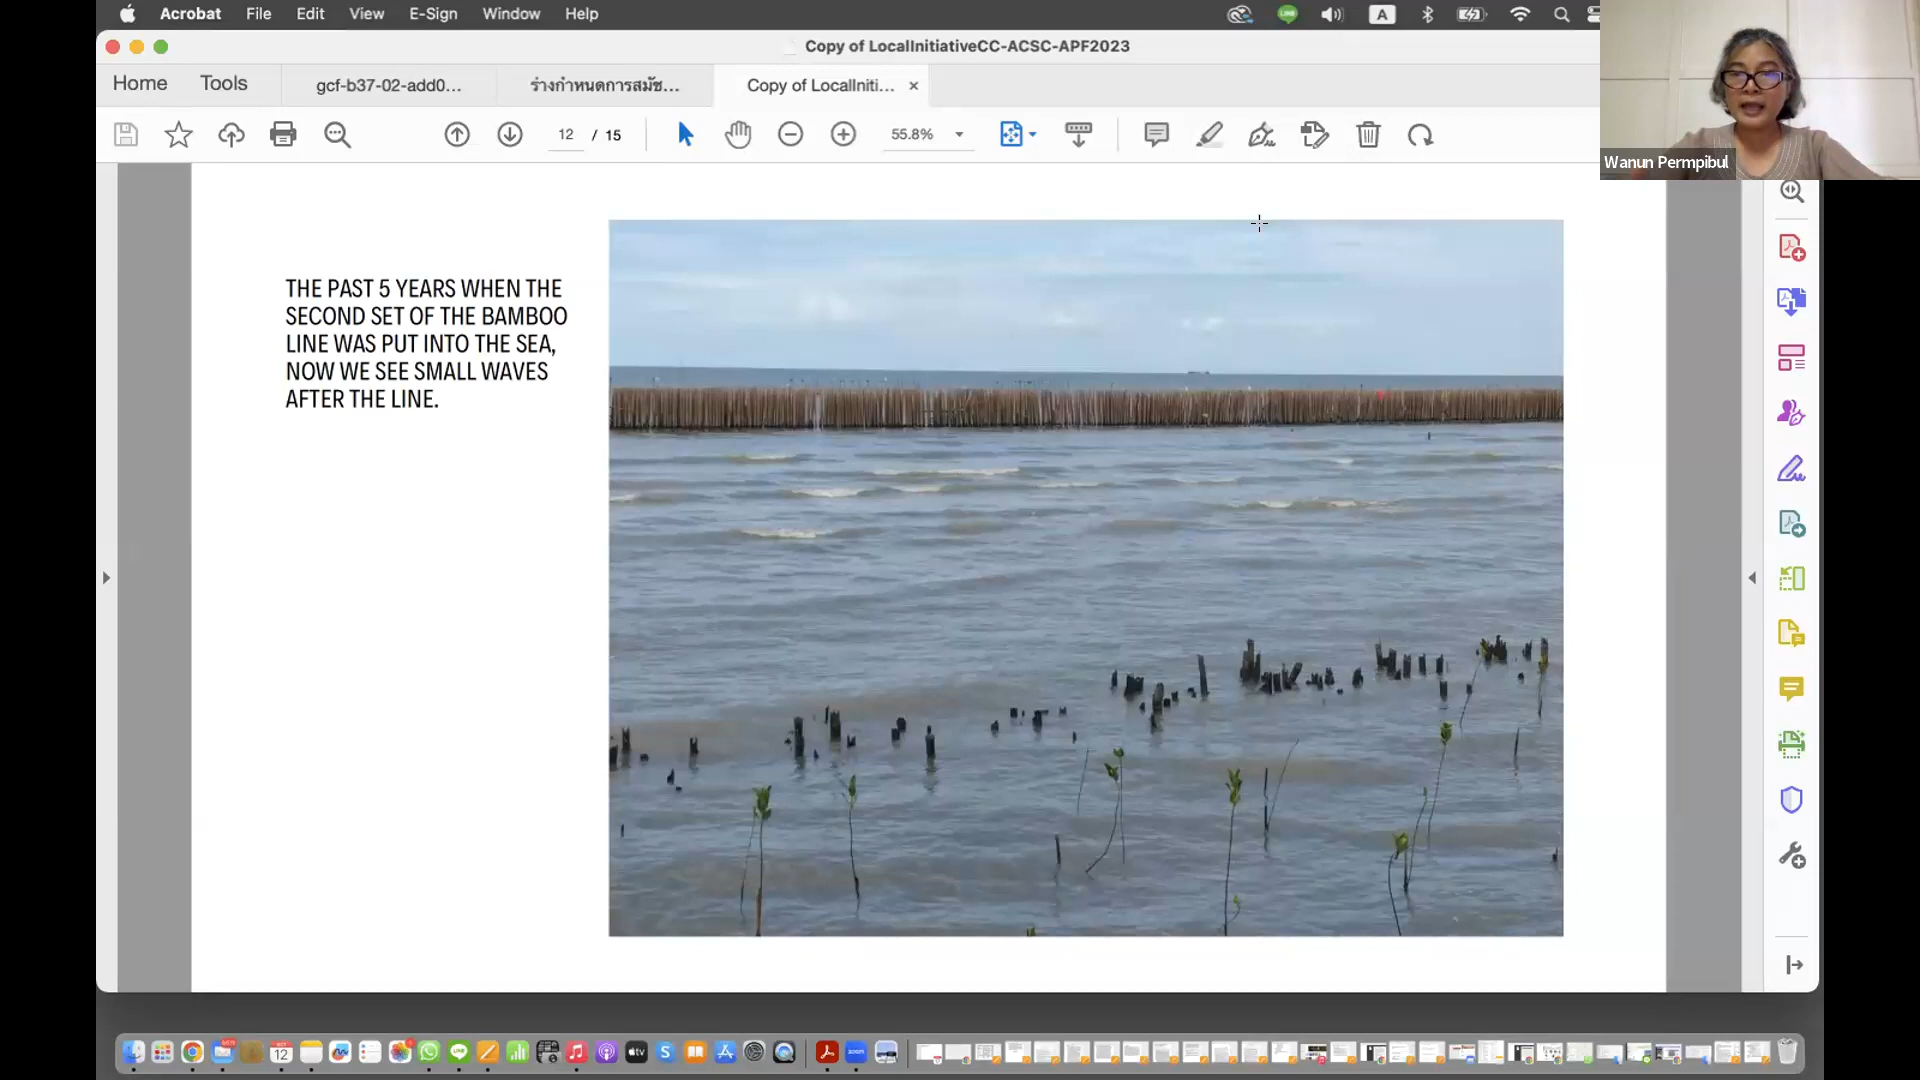 Acrobat File Edit View E-Sign Window Help
A
Copy of LocalInitiativeCC-ACSC-APF2023
Home Tools gcf-b37-02-add0... ร่างกำหนดการสมัช... Copy of LocalIniti...
12 / 15 55.8%
Wanun Permpibul
THE PAST 5 YEARS WHEN THE
SECOND SET OF THE BAMBOO
LINE WAS PUT INTO THE SEA,
NOW WE SEE SMALL WAVES
AFTER THE LINE.
12
tv
zoom